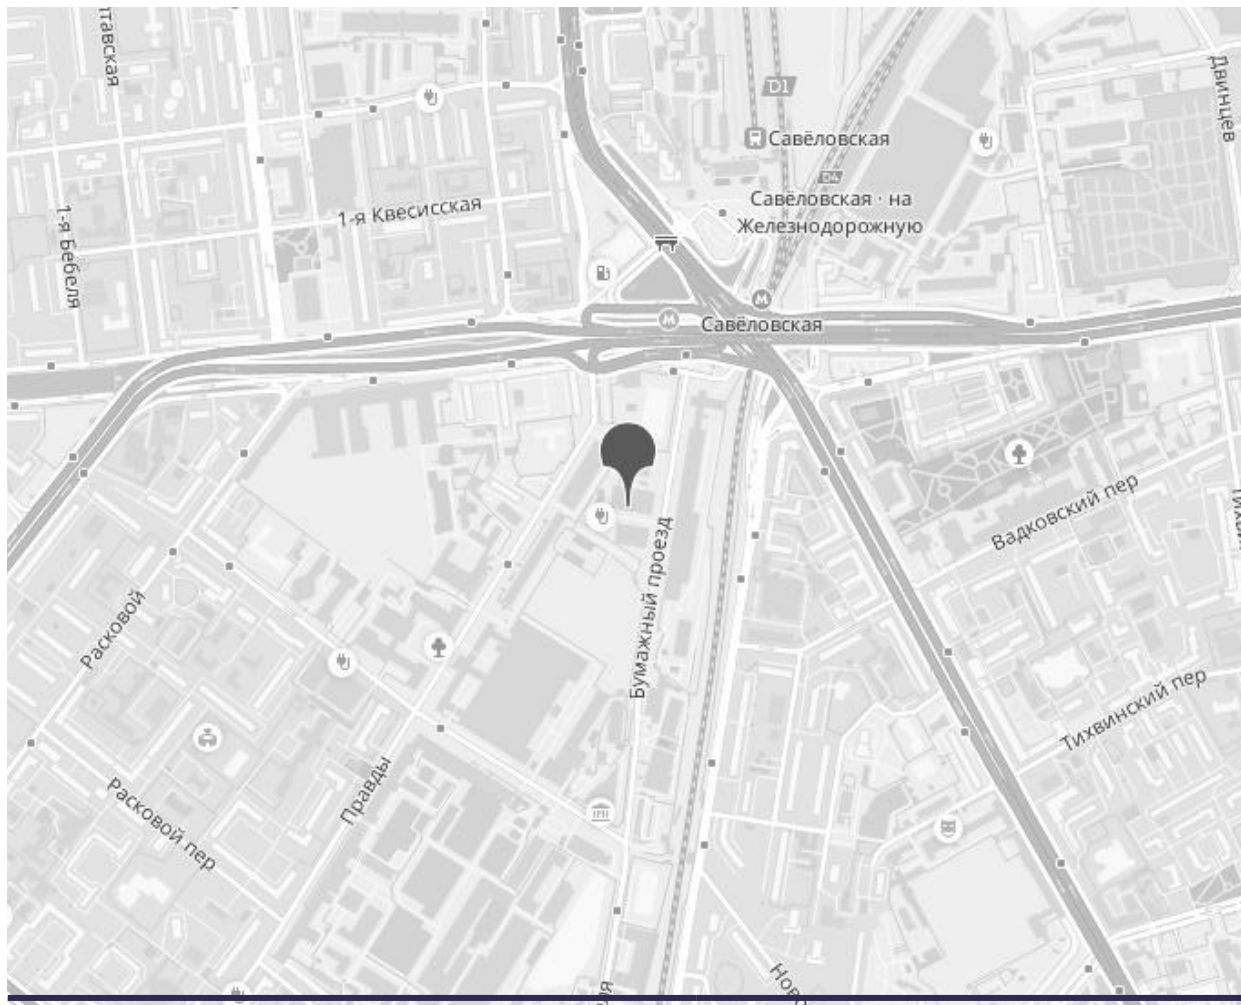 тавская
Двинцев
D1
Савёловская
D4
Савёловская · на
Железнодорожную
1-я Квесисская
1-я Бебеля
М
М
Савёловская
Вадковский пер
Бумажный проезд
Расковой
Тихвинский пер
Правды
Расковой пер
Ново